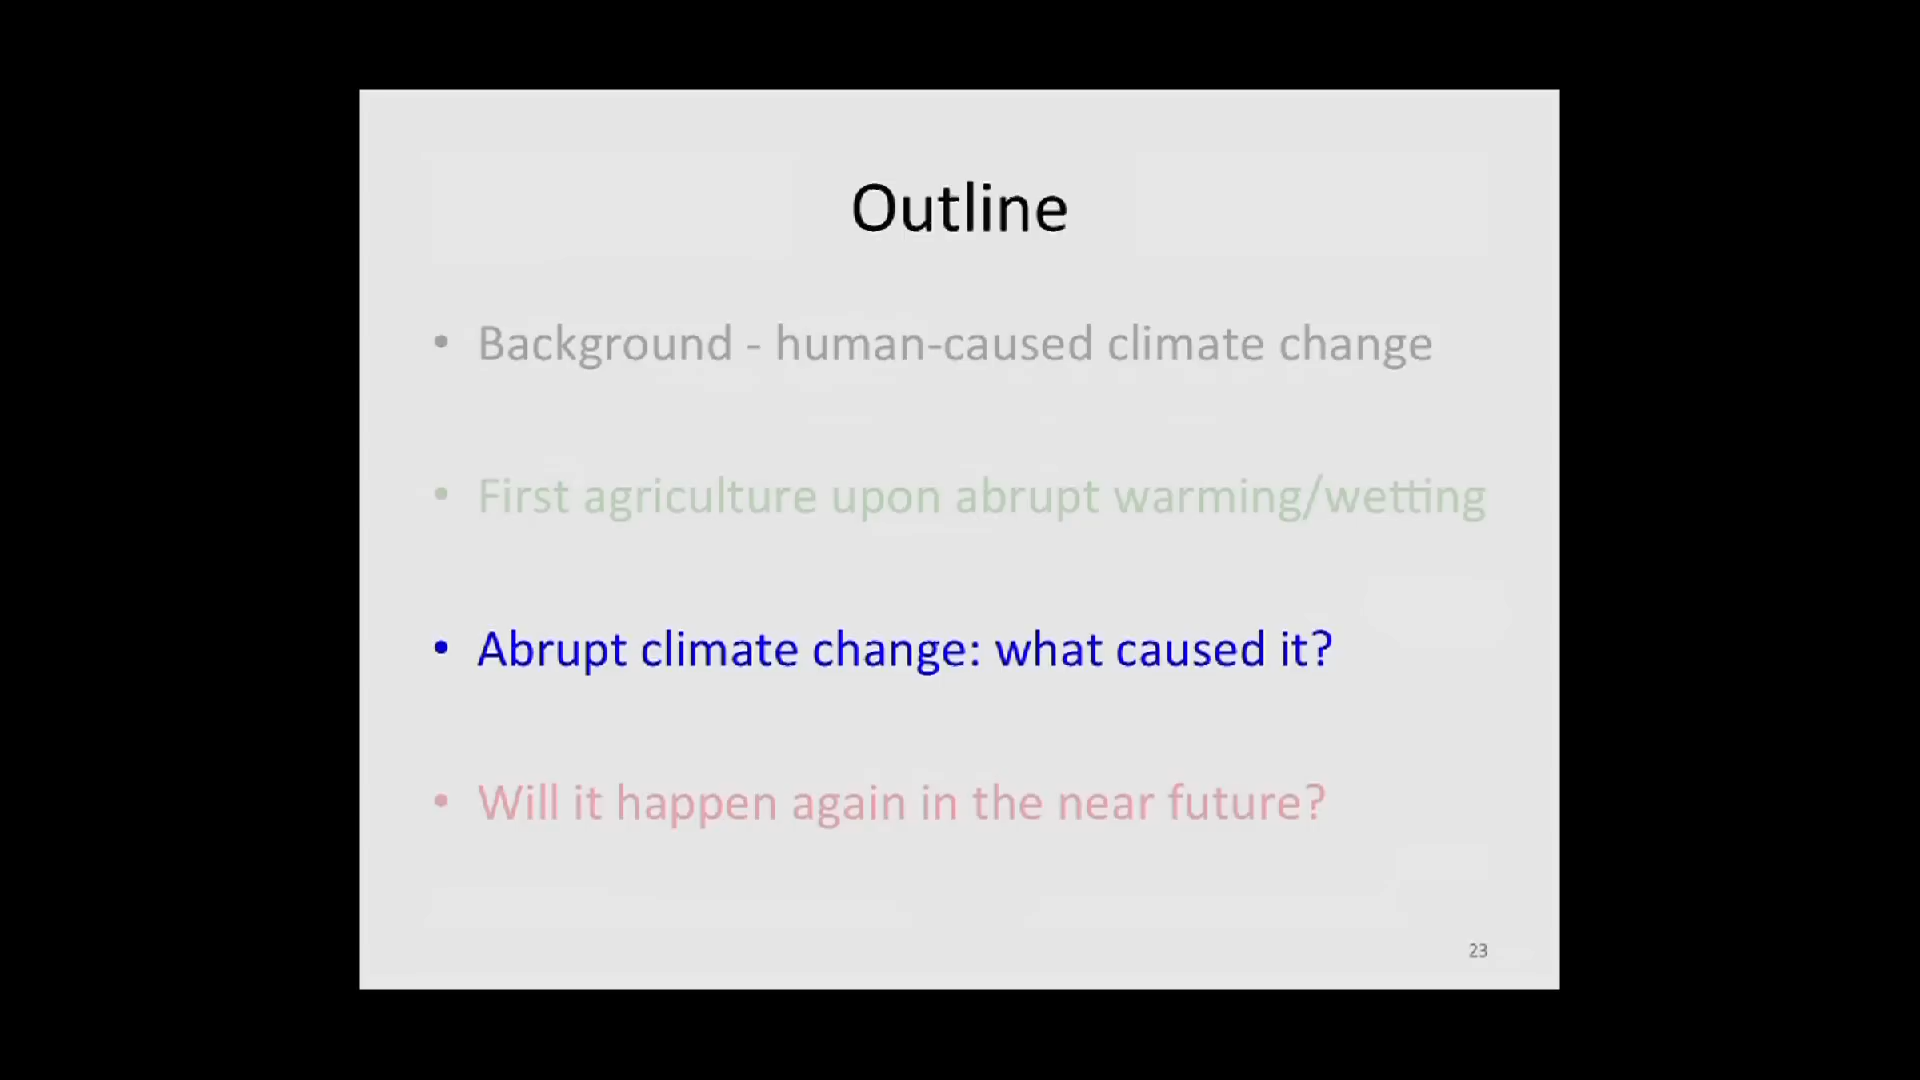 Outline
• Background - human-caused climate change
• First agriculture upon abrupt warming/wetting
• Abrupt climate change: what caused it?
• Will it happen again in the near future?
23